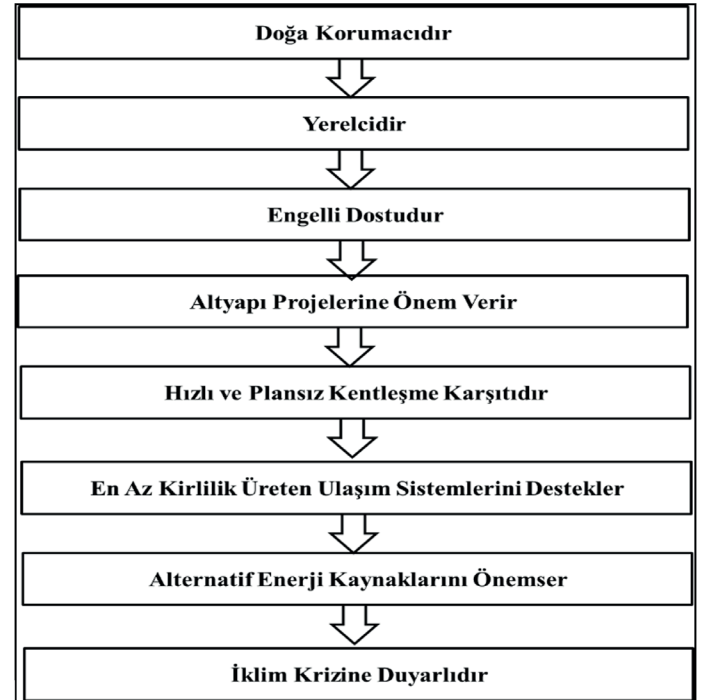 Doğa Korumacıdır
Yerelcidir
Engelli Dostudur
Altyapı Projelerine Önem Verir
Hızlı ve Plansız Kentleşme Karşıtıdır
En Az Kirlilik Üreten Ulaşım Sistemlerini Destekler
Alternatif Enerji Kaynaklarını Önemser
İklim Krizine Duyarlıdır